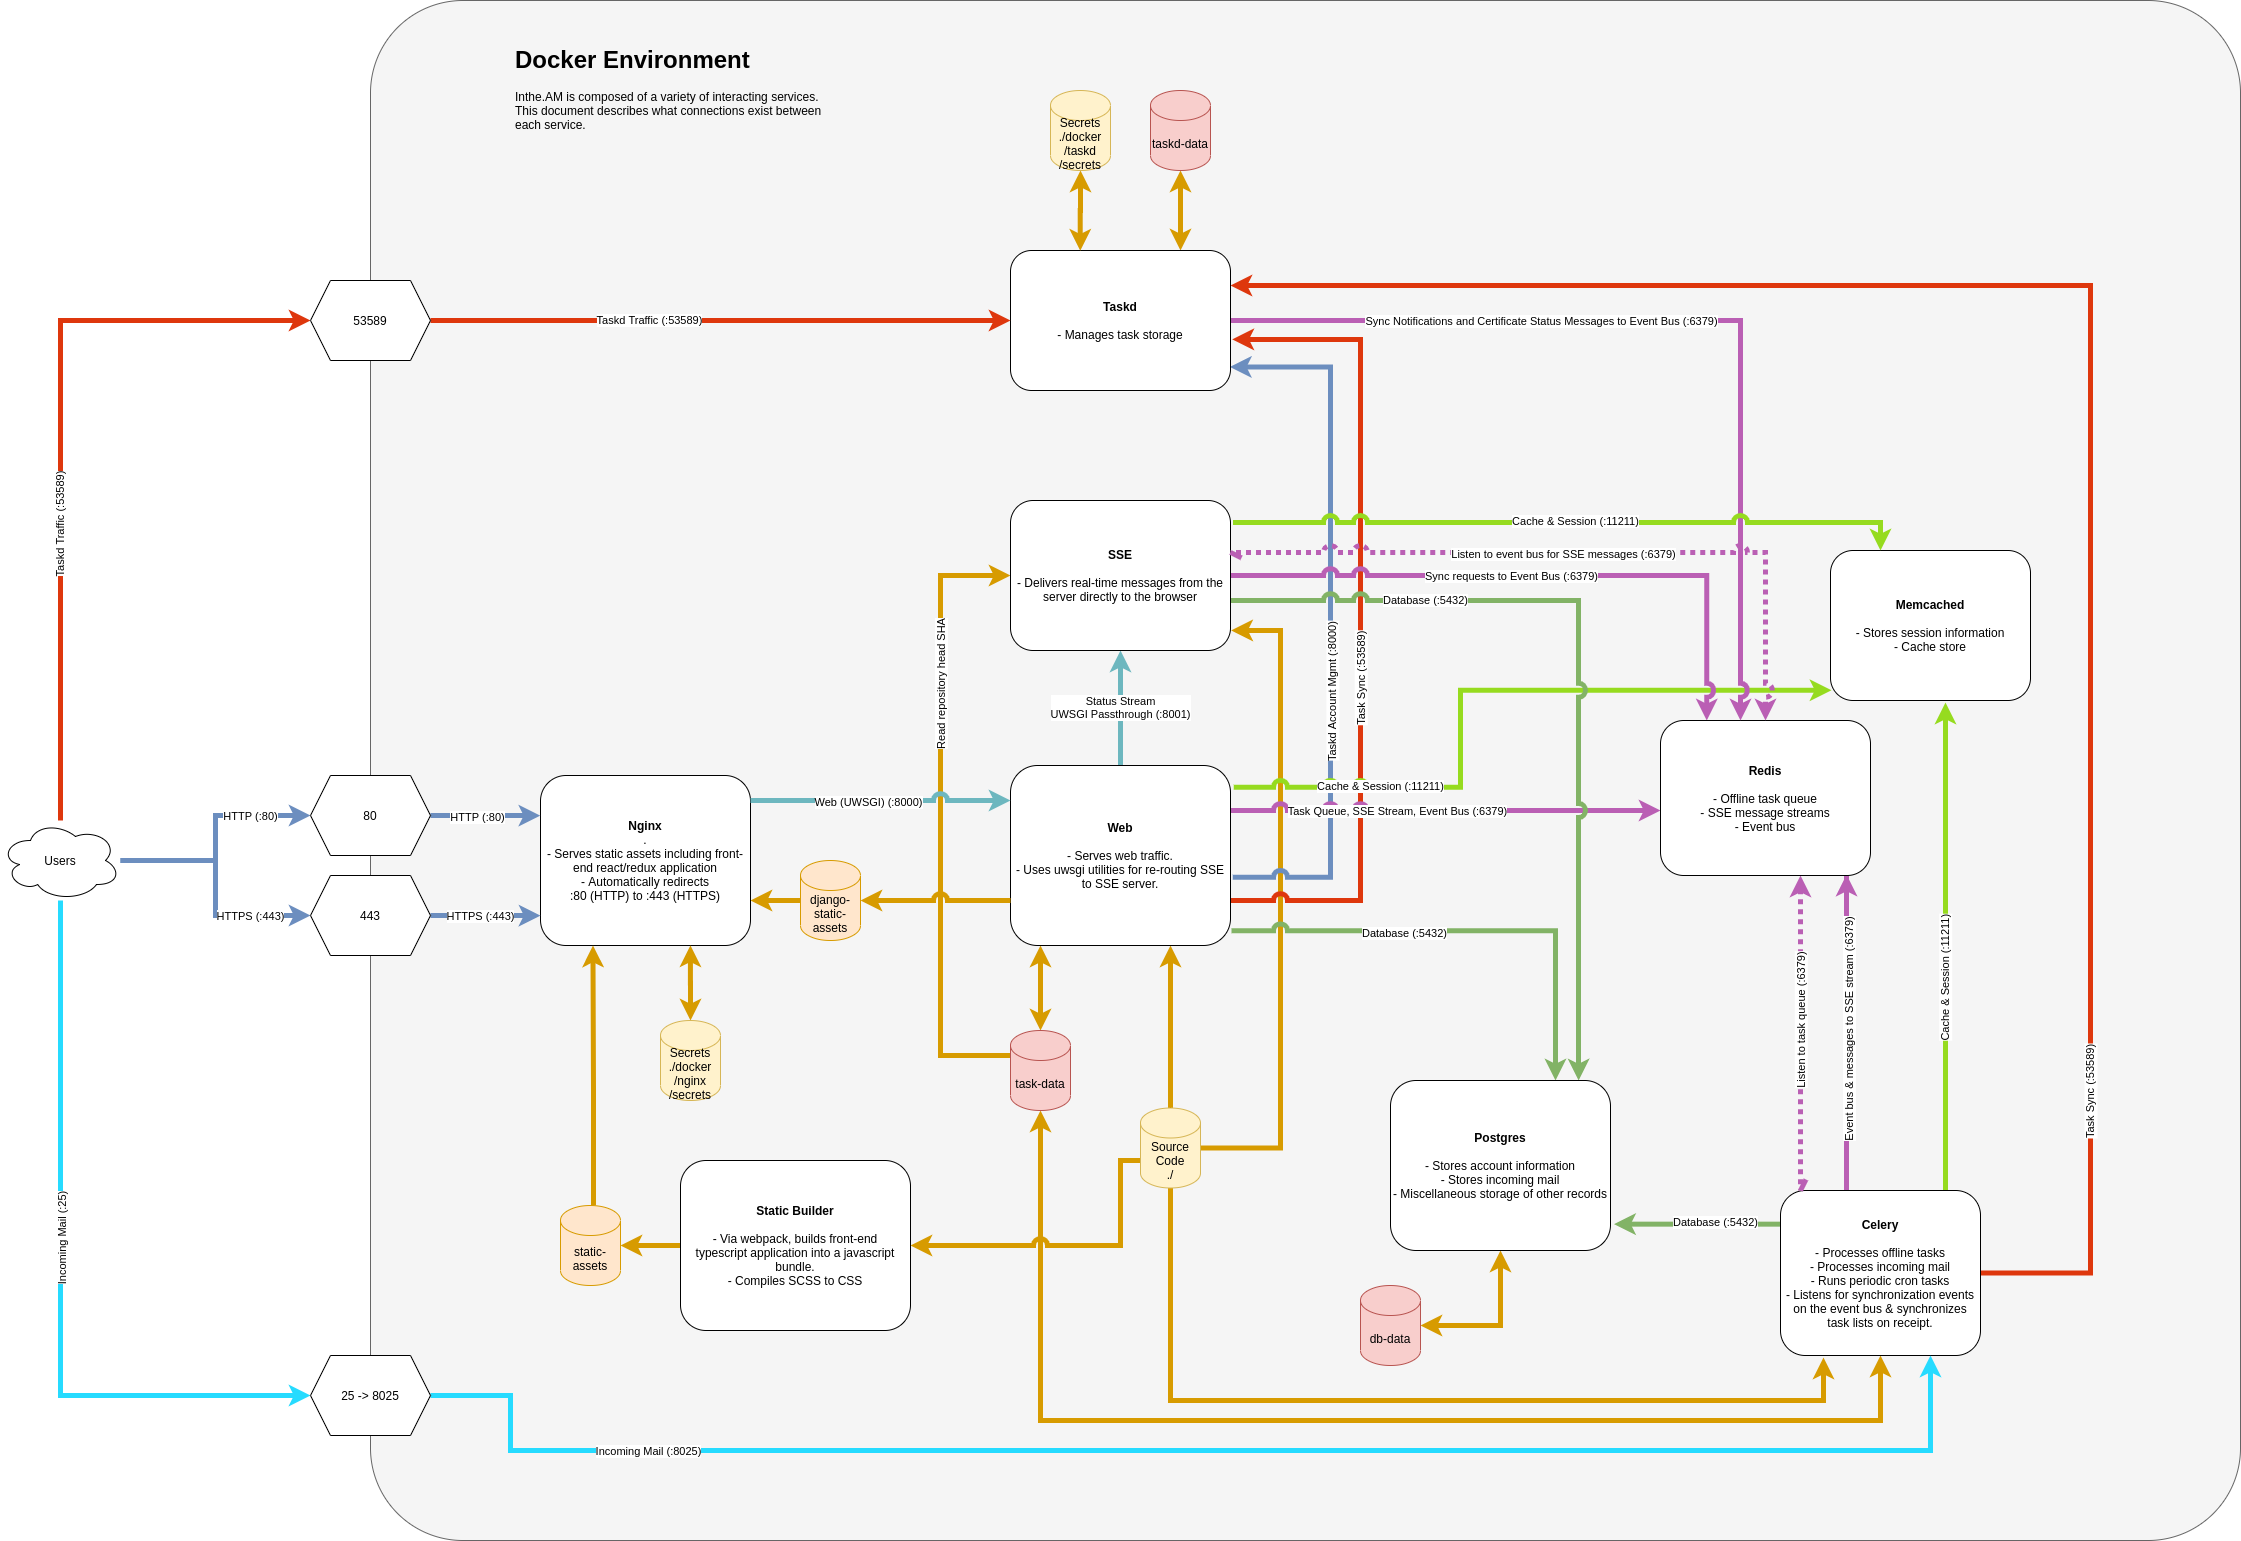 Docker Environment
Inthe.AM is composed of a variety of interacting services.
This document describes what connections exist between
each service.
Secrets
./docker
/taskd
/secrets
taskd-data
53589
Taskd Traffic (:53589)
Taskd
- Manages task storage
Sync Notifications and Certificate Status Messages to Event Bus (:6379)
Taskd Traffic (:53589)
SSE
- Delivers real-time messages from the
server directly to the browser
Cache & Session (:11211)
Listen to event bus for SSE messages (:6379)
Sync requests to Event Bus (:6379)
Database (:5432)
Memcached
- Stores session information
- Cache store
Read repository head SHA
Status Stream
UWSGI Passthrough (:8001)
Taskd Account Mgmt (:8000)
Task Sync (:53589)
Redis
- Offline task queue
- SSE message streams
- Event bus
Users
HTTP (:80)
80
HTTP (:80)
HTTPS (:443)
443
HTTPS (:443)
Nginx
.
- Serves static assets including front-
end react/redux application
- Automatically redirects
:80 (HTTP) to :443 (HTTPS)
Web (UWSGI) (:8000)
django-
static-
assets
Web
- Serves web traffic.
- Uses uwsgi utilities for re-routing SSE
to SSE server.
Cache & Session (:11211)
Task Queue, SSE Stream, Event Bus (:6379)
Database (:5432)
Listen to task queue (:6379)
Event bus & messages to SSE stream (:6379)
Cache & Session (:11211)
Task Sync (:53589)
Secrets
./docker
/nginx
/secrets
task-data
Source
Code
./
Postgres
- Stores account information
- Stores incoming mail
- Miscellaneous storage of other records
Database (:5432)
Celery
- Processes offline tasks
- Processes incoming mail
- Runs periodic cron tasks
- Listens for synchronization events
on the event bus & synchronizes
task lists on receipt.
Static Builder
- Via webpack, builds front-end
typescript application into a javascript
bundle.
- Compiles SCSS to CSS
static-
assets
db-data
Incoming Mail (:25)
25 -> 8025
Incoming Mail (:8025)